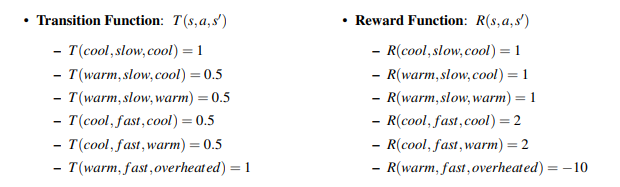 • Transition Function: T(s,a,s′)
– T(cool,slow,cool) = 1
– T(warm,slow,cool) = 0.5
– T(warm,slow,warm) = 0.5
– T(cool,fast,cool) = 0.5
– T(cool,fast,warm) = 0.5
– T(warm,fast,overheated) = 1
• Reward Function: R(s,a,s′)
– R(cool,slow,cool) = 1
– R(warm,slow,cool) = 1
– R(warm,slow,warm) = 1
– R(cool,fast,cool) = 2
– R(cool,fast,warm) = 2
– R(warm,fast,overheated) = −10